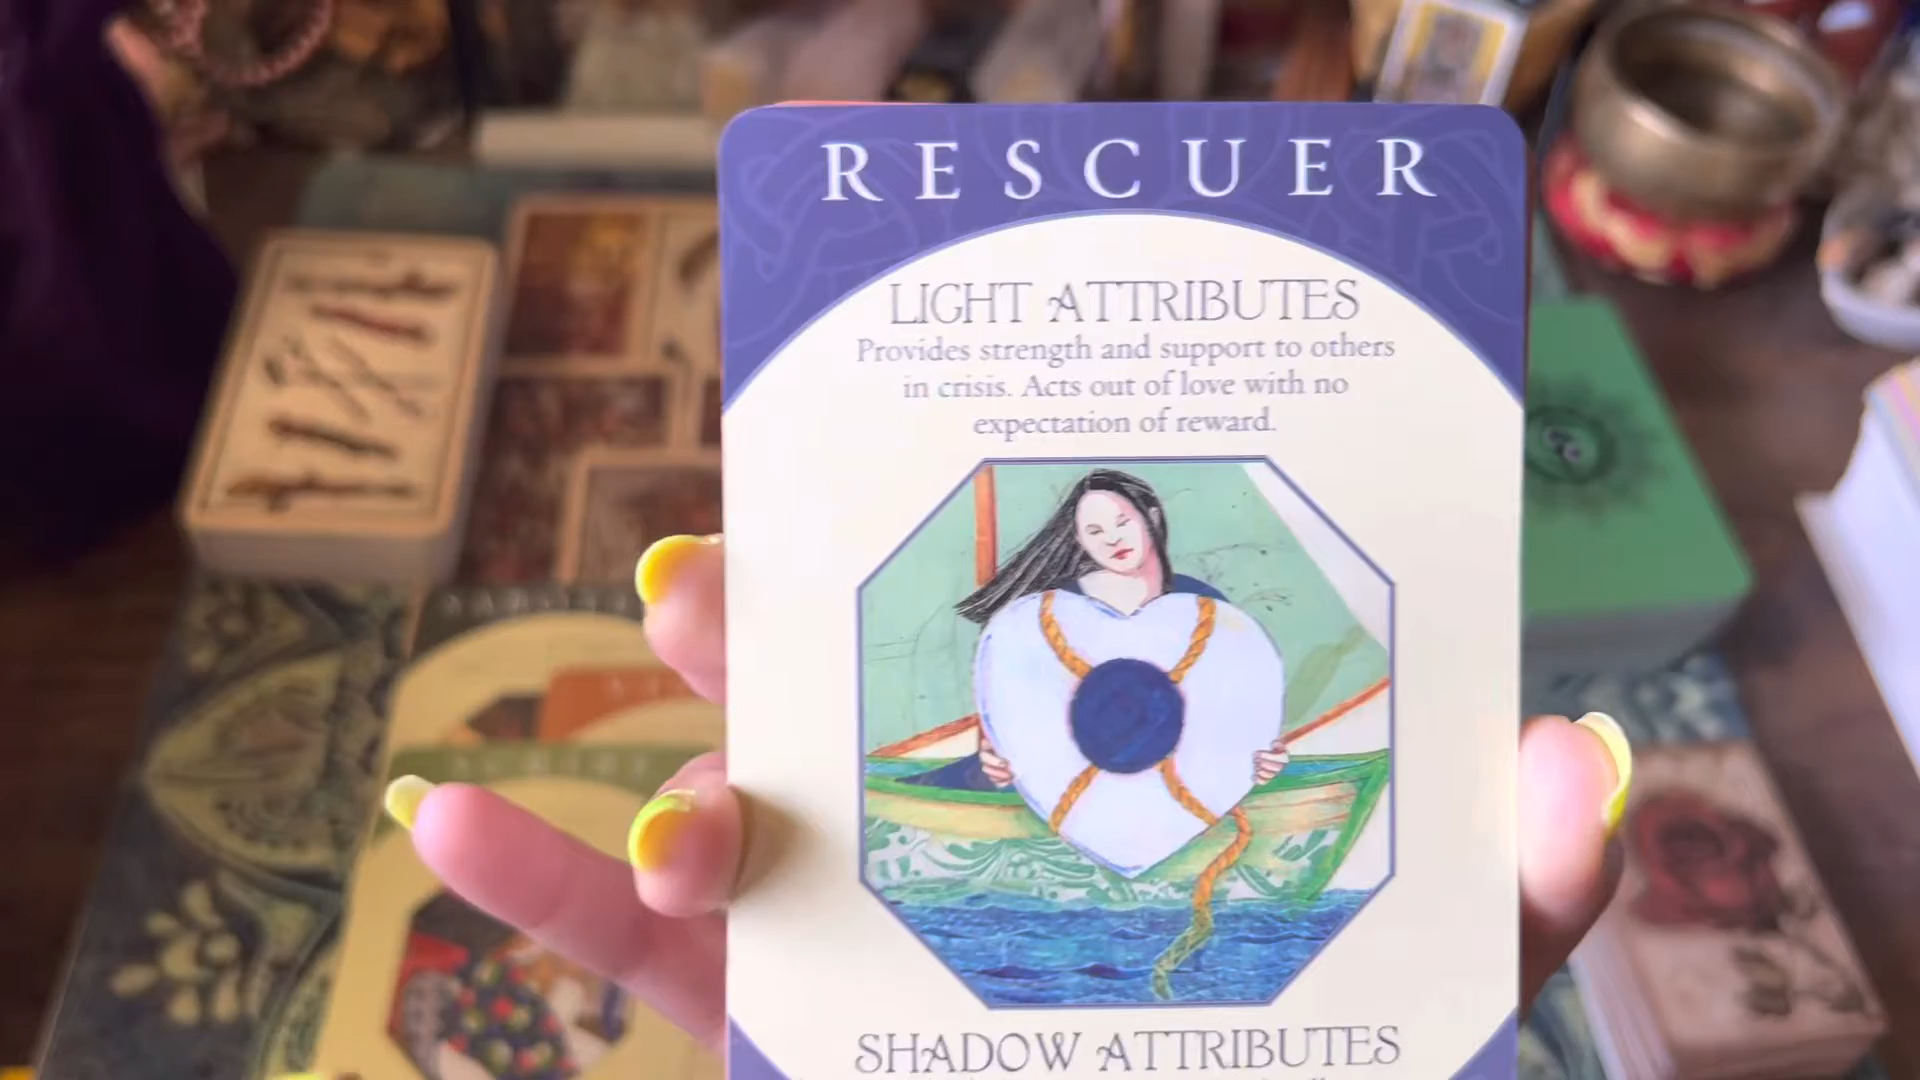 RESCUER
LIGHT ATTRIBUTES
Provides strength and support to others
in crisis. Acts out of love with no
expectation of reward.
SHADOW ATTRIBUTES